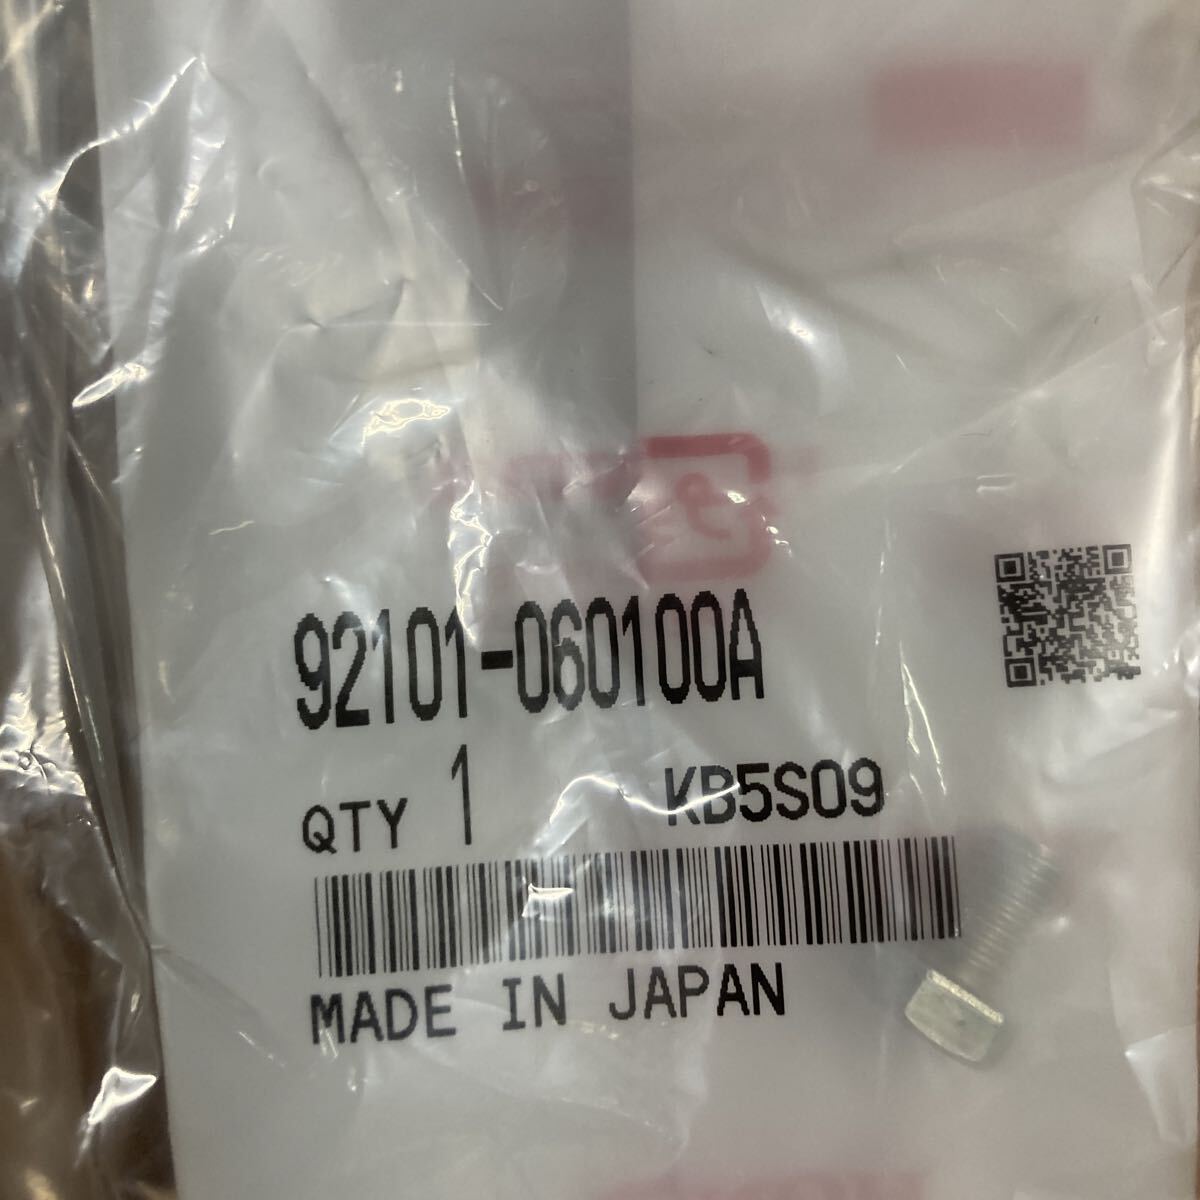 92101-060100A
QTY 1 KB5S09
MADE IN JAPAN